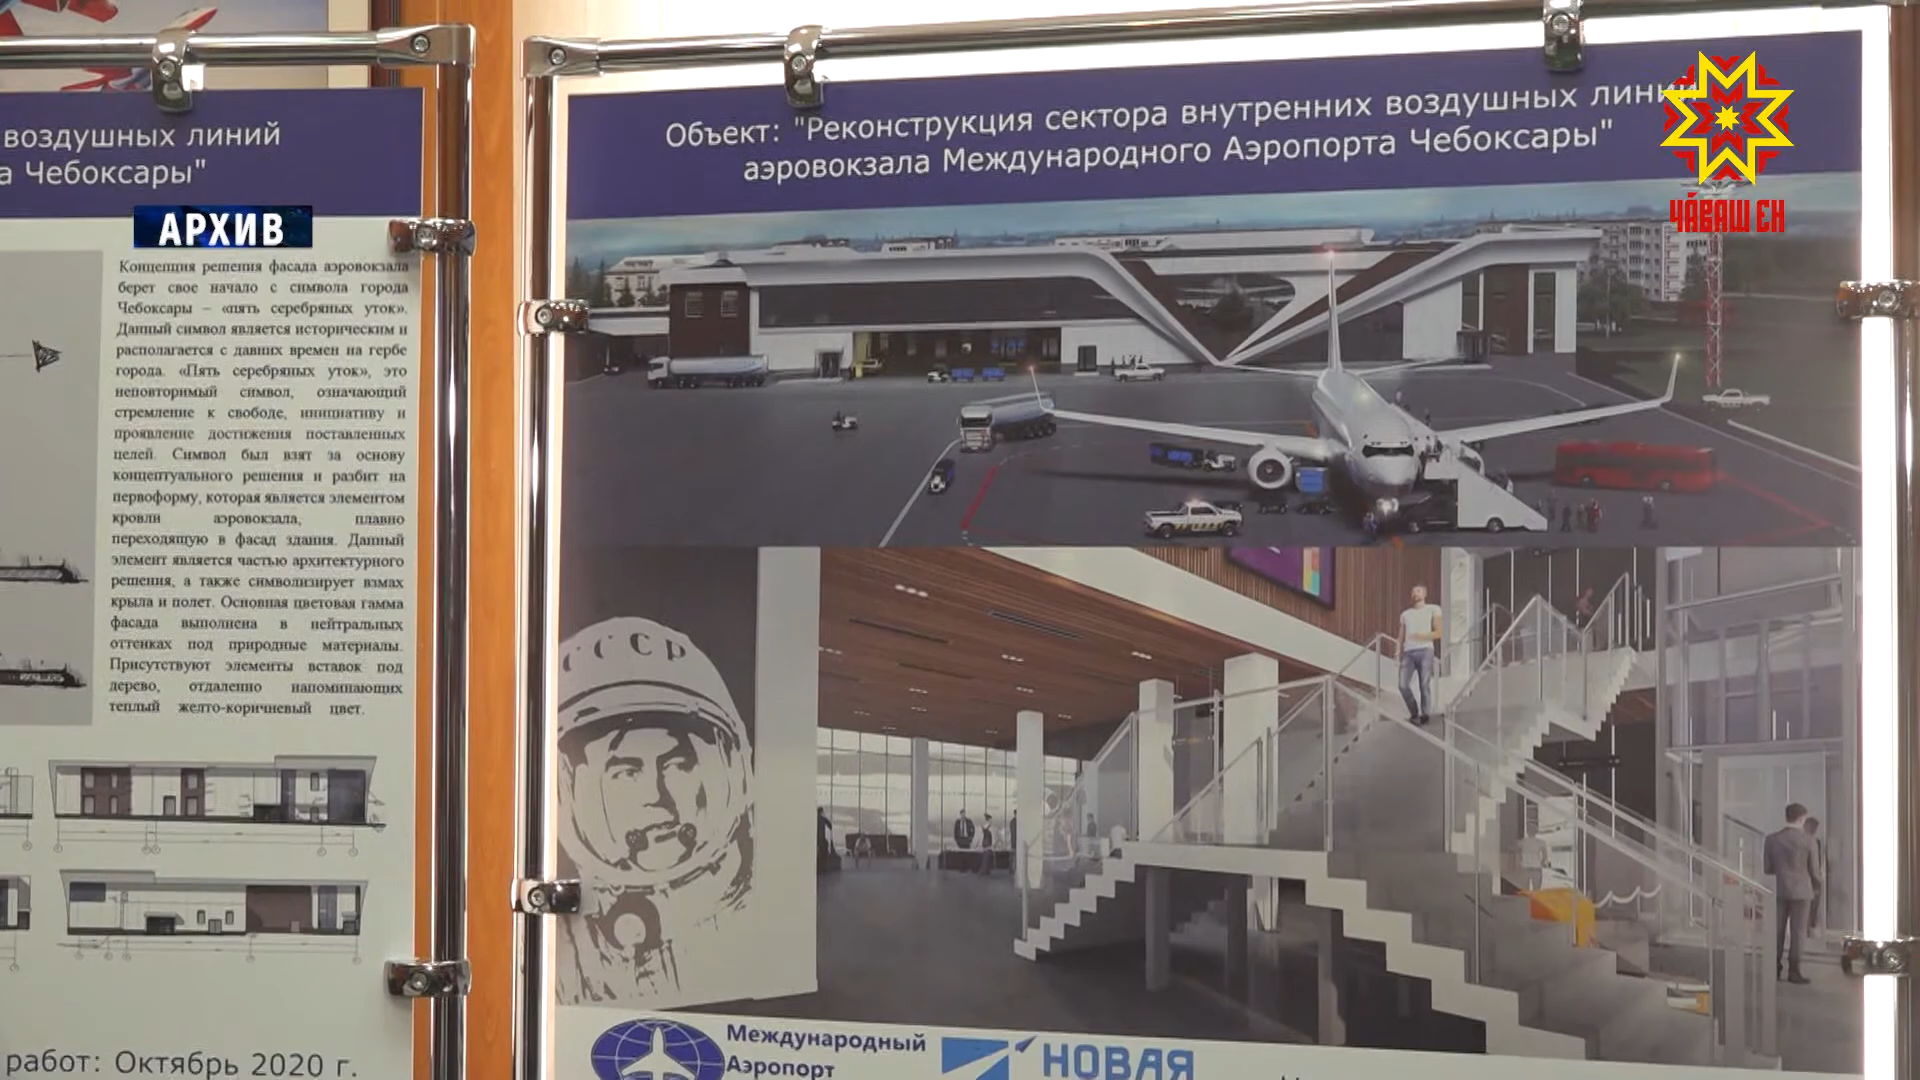 воздушных линий
а Чебоксары"
АРХИВ
Концепция решения фасада аэровокзала
берет свое начало с символа города
Чебоксары – «пять серебряных уток».
Данный символ является историческим и
располагается с давних времен на гербе
города. «Пять серебряных уток», это
неповторимый символ, означающий
стремление к свободе, инициативу и
проявление достижения поставленных
целей. Символ был взят за основу
концептуального решения и разбит на
первоформу, которая является элементом
кровли аэровокзала, плавно
переходящую в фасад здания. Данный
элемент является частью архитектурного
решения, а также символизирует взмах
крыла и полет. Основная цветовая гамма
фасада выполнена в нейтральных
оттенках под природные материалы.
Присутствуют элементы вставок под
дерево, отдаленно напоминающих
теплый желто-коричневый цвет.
работ: Октябрь 2020 г.
Объект: "Реконструкция сектора внутренних воздушных линий
аэровокзала Международного Аэропорта Чебоксары"
ЧӐВАШ ЕН
СССР
Международный
Аэропорт
НОВАЯ